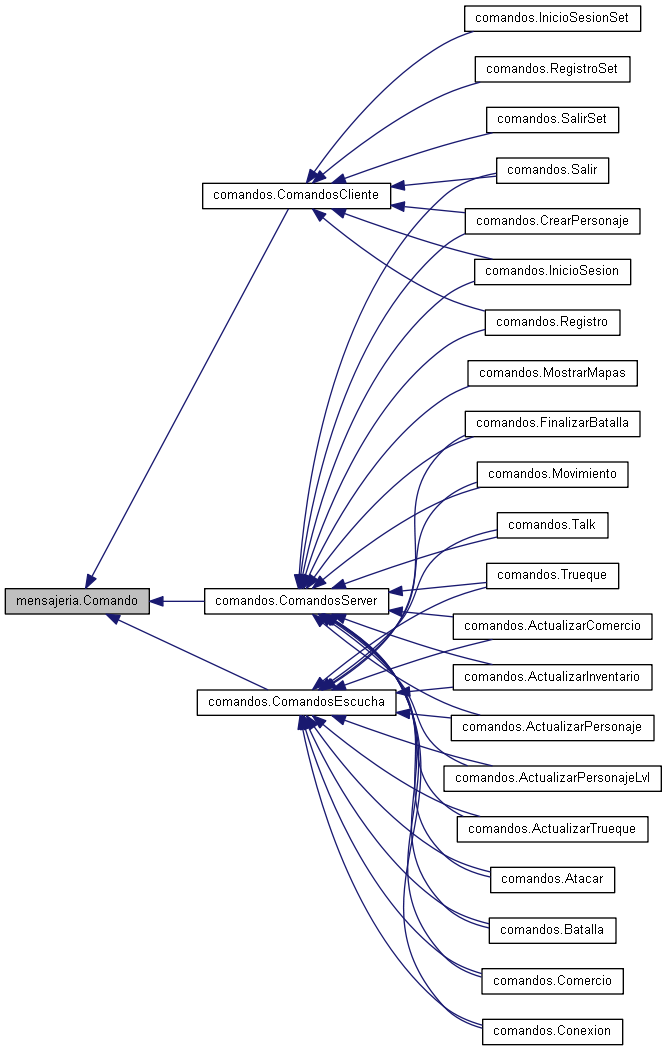 comandos.InicioSesionSet
comandos.RegistroSet
comandos.SalirSet
comandos.Salir
comandos.ComandosCliente
comandos.CrearPersonaje
comandos.InicioSesion
comandos.Registro
comandos.MostrarMapas
comandos.FinalizarBatalla
comandos.Movimiento
comandos.Talk
comandos.Trueque
mensajeria.Comando
comandos.ComandosServer
comandos.ActualizarComercio
comandos.ActualizarInventario
comandos.ComandosEscucha
comandos.ActualizarPersonaje
comandos.ActualizarPersonajeLvl
comandos.ActualizarTrueque
comandos.Atacar
comandos.Batalla
comandos.Comercio
comandos.Conexion